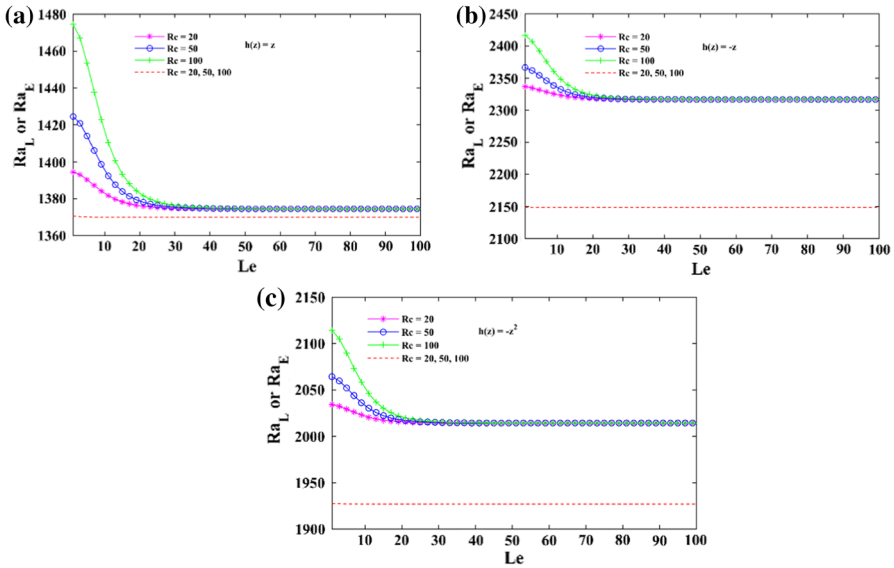 (a)
1480
1460
1440
1420
1400
1380
1360
Ra_L or Ra_E
Rc = 20
Rc = 50
Rc = 100
Rc = 20, 50, 100
h(z) = z
10 20 30 40 50 60 70 80 90 100
Le
(b)
2450
2400
2350
2300
2250
2200
2150
2100
Ra_L or Ra_E
Rc = 20
Rc = 50
Rc = 100
Rc = 20, 50, 100
h(z) = -z
10 20 30 40 50 60 70 80 90 100
Le
(c)
2150
2100
2050
2000
1950
1900
Ra_L or Ra_E
Rc = 20
Rc = 50
Rc = 100
Rc = 20, 50, 100
h(z) = -z²
10 20 30 40 50 60 70 80 90 100
Le